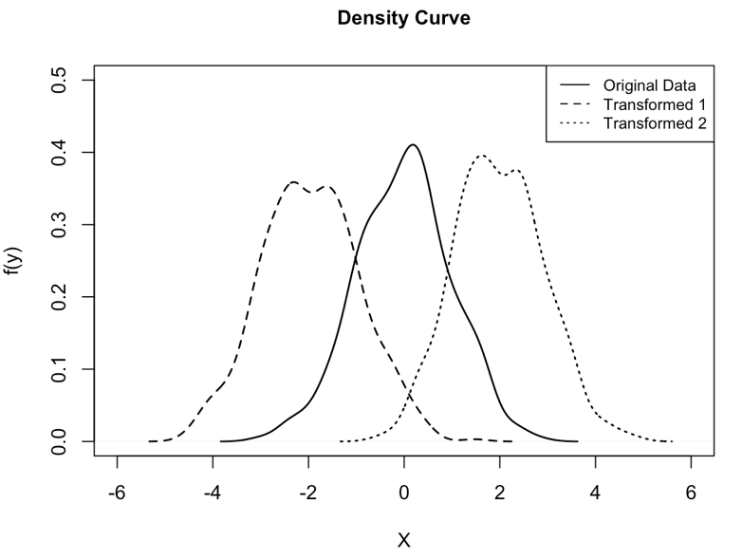 Density Curve
Original Data
Transformed 1
Transformed 2
f(y)
0.5
0.4
0.3
0.2
0.1
0.0
-6 -4 -2 0 2 4 6
X